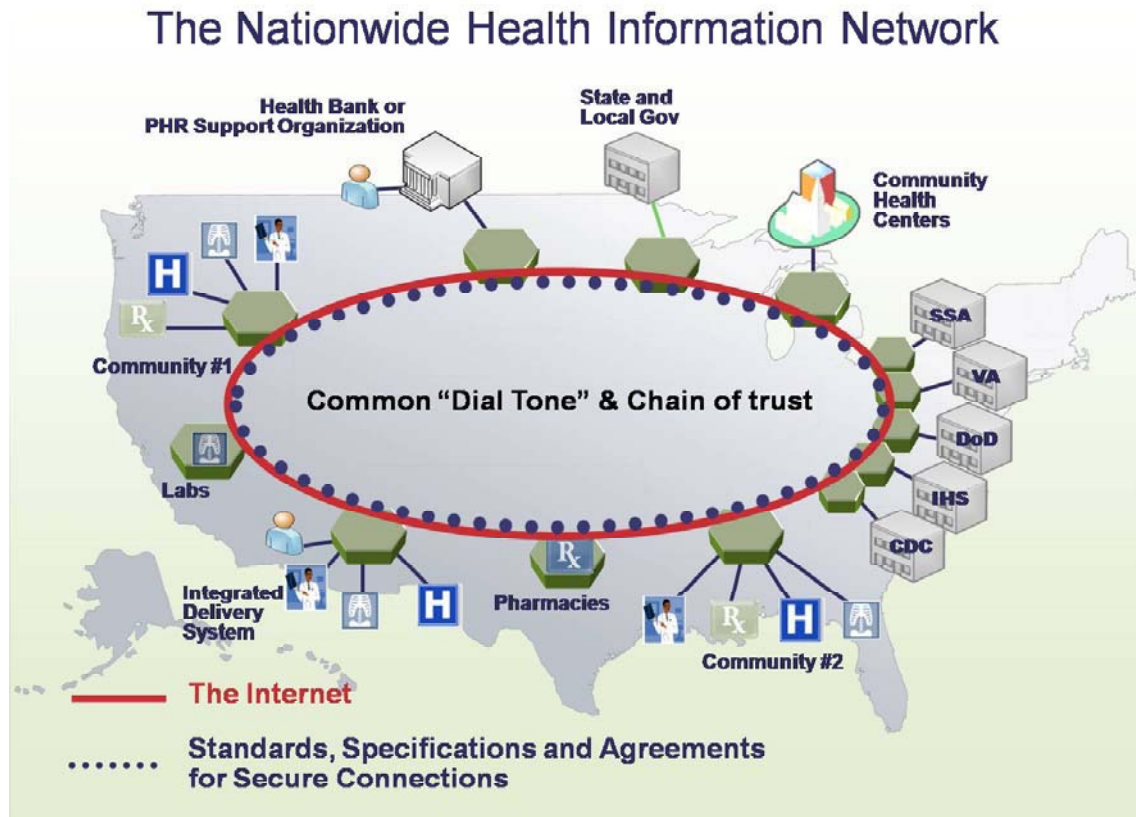 The Nationwide Health Information Network
Health Bank or
PHR Support Organization
State and
Local Gov
Community
Health
Centers
H
Rx
Community #1
SSA
VA
DoD
IHS
CDC
Common “Dial Tone” & Chain of trust
Labs
Integrated
Delivery
System
H
Rx
Pharmacies
Rx
H
Community #2
The Internet
Standards, Specifications and Agreements
for Secure Connections